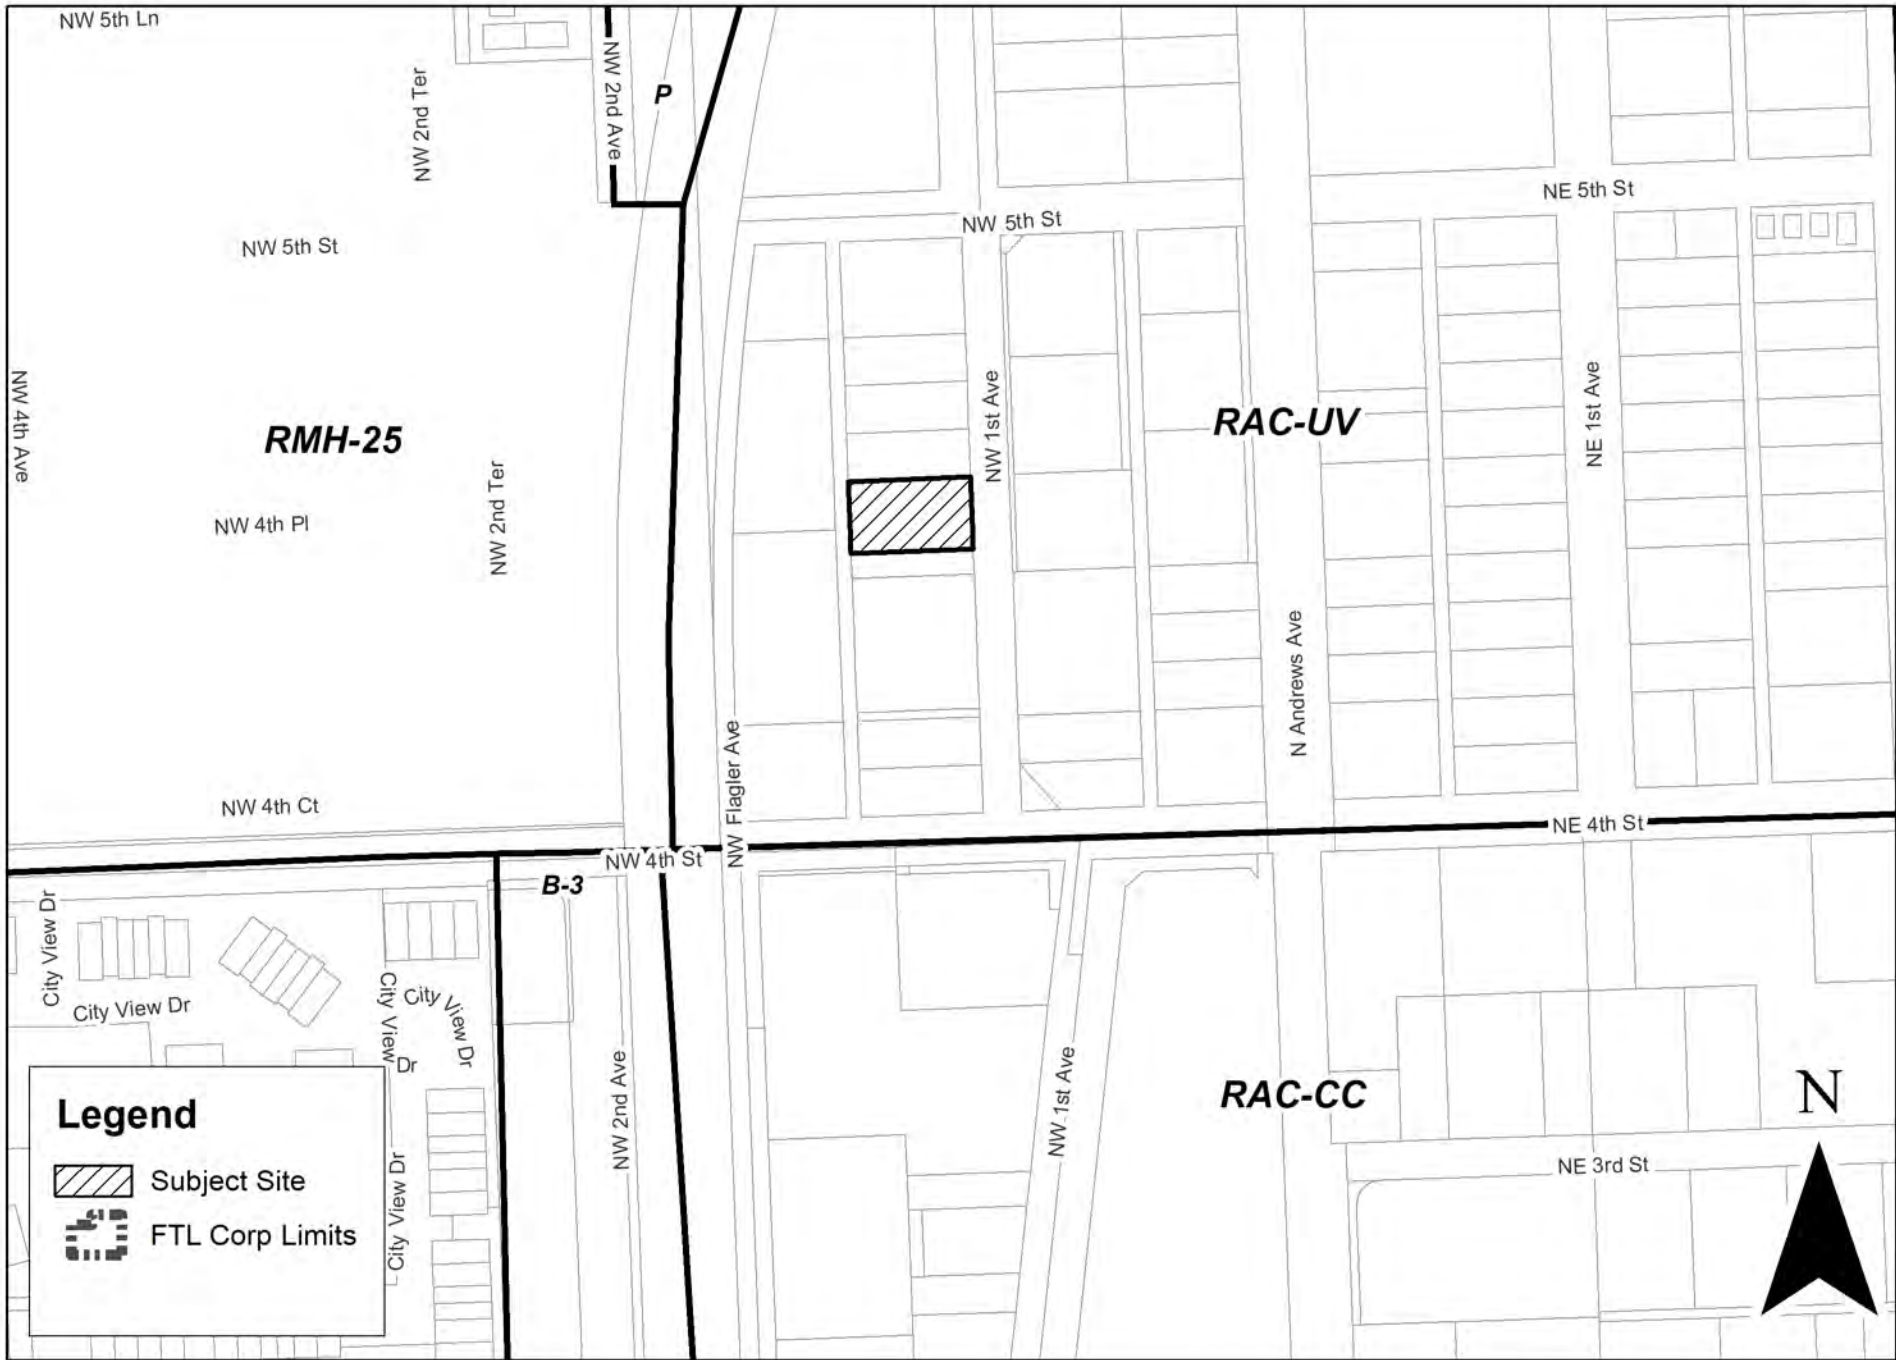 NW 5th Ln
NW 2nd Ter
NW 2nd Ave
P
NE 5th St
NW 5th St
NW 5th St
NW 4th Ave
RMH-25
NW 1st Ave
RAC-UV
NE 1st Ave
NW 4th Pl
NW 2nd Ter
N Andrews Ave
NW Flagler Ave
NW 4th Ct
NE 4th St
NW 4th St
B-3
City View Dr
City View Dr
City View Dr
City View Dr
NW 2nd Ave
NW 1st Ave
RAC-CC
N
NE 3rd St
City View Dr
Legend
Subject Site
FTL Corp Limits